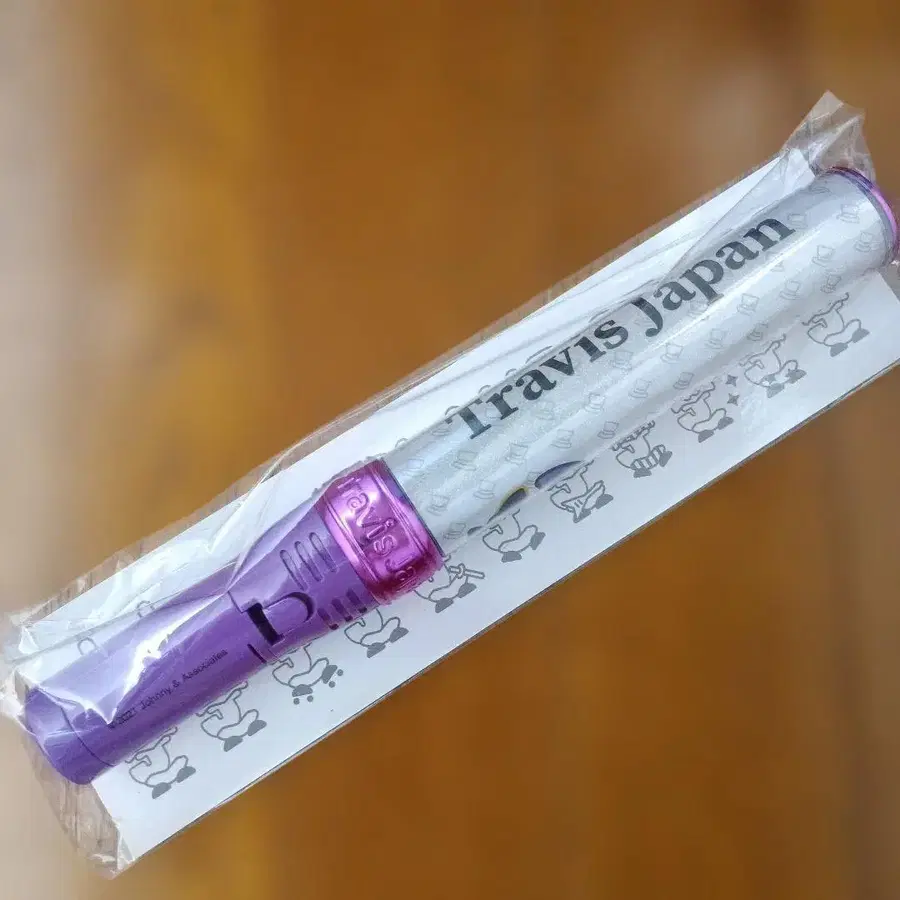 Travis Japan
Travis Ja
©2021 Johnny & Associates